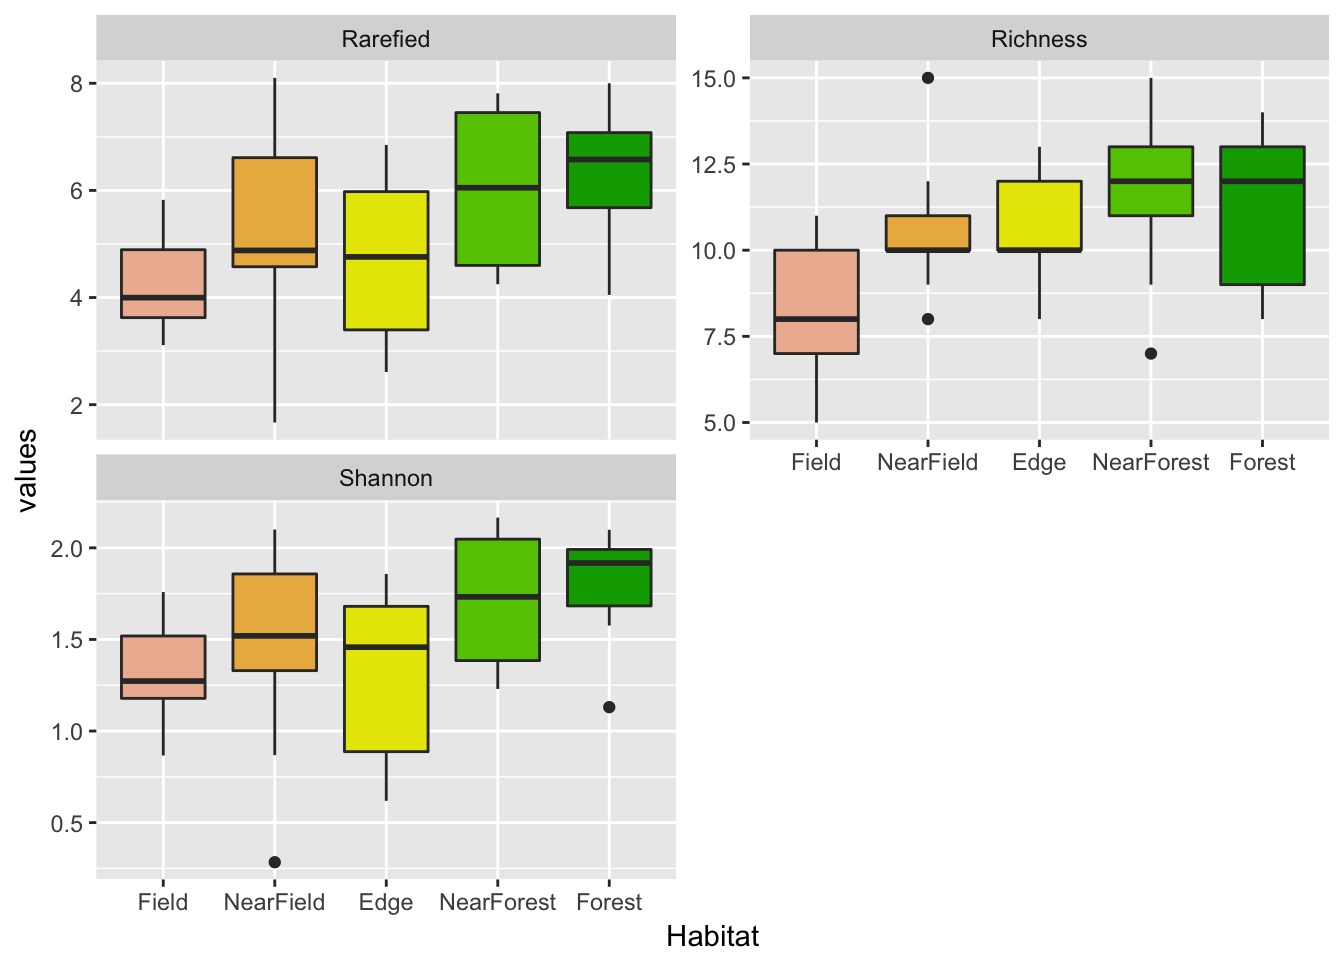 Rarefied
8
6
4
2
Richness
15.0
12.5
10.0
7.5
5.0
Field NearField Edge NearForest Forest
values
Shannon
2.0
1.5
1.0
0.5
Field NearField Edge NearForest Forest
Habitat